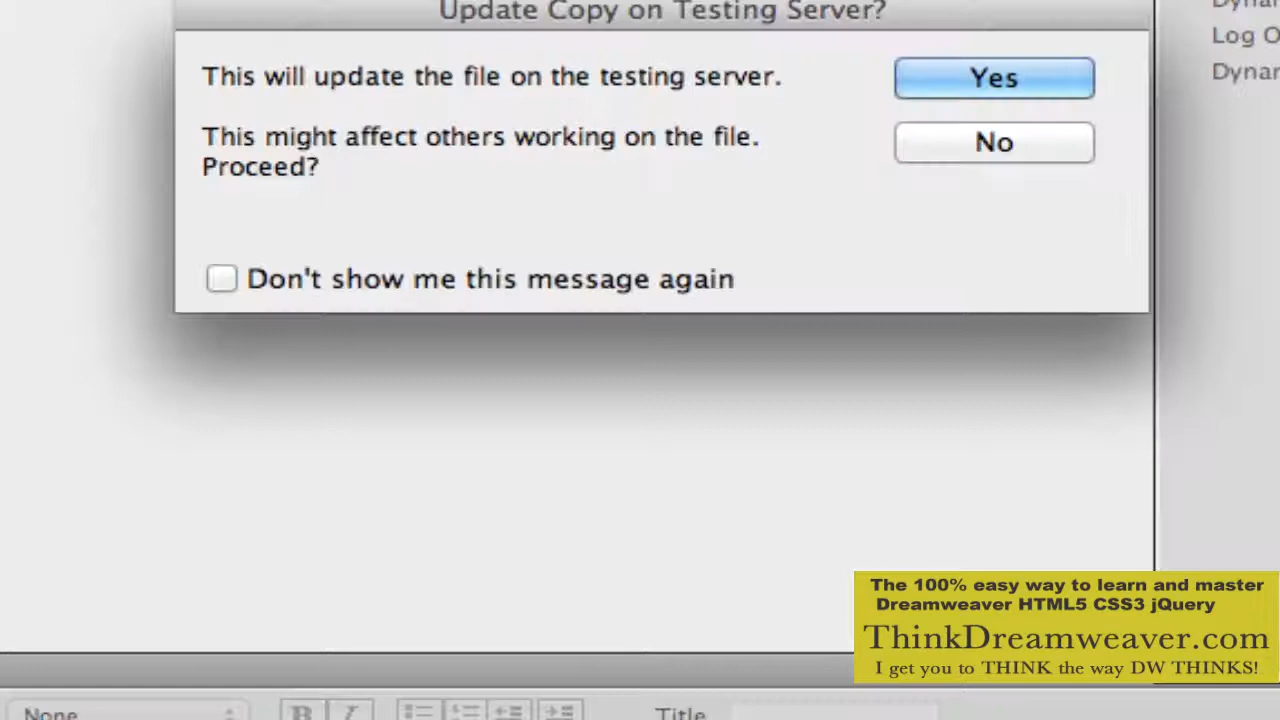 Update Copy on Testing Server?
This will update the file on the testing server.
Yes
This might affect others working on the file.
Proceed?
No
Don't show me this message again
Log O
The 100% easy way to learn and master
Dreamweaver HTML5 CSS3 jQuery
ThinkDreamweaver.com
I get you to THINK the way DW THINKS!
None
B I
Title